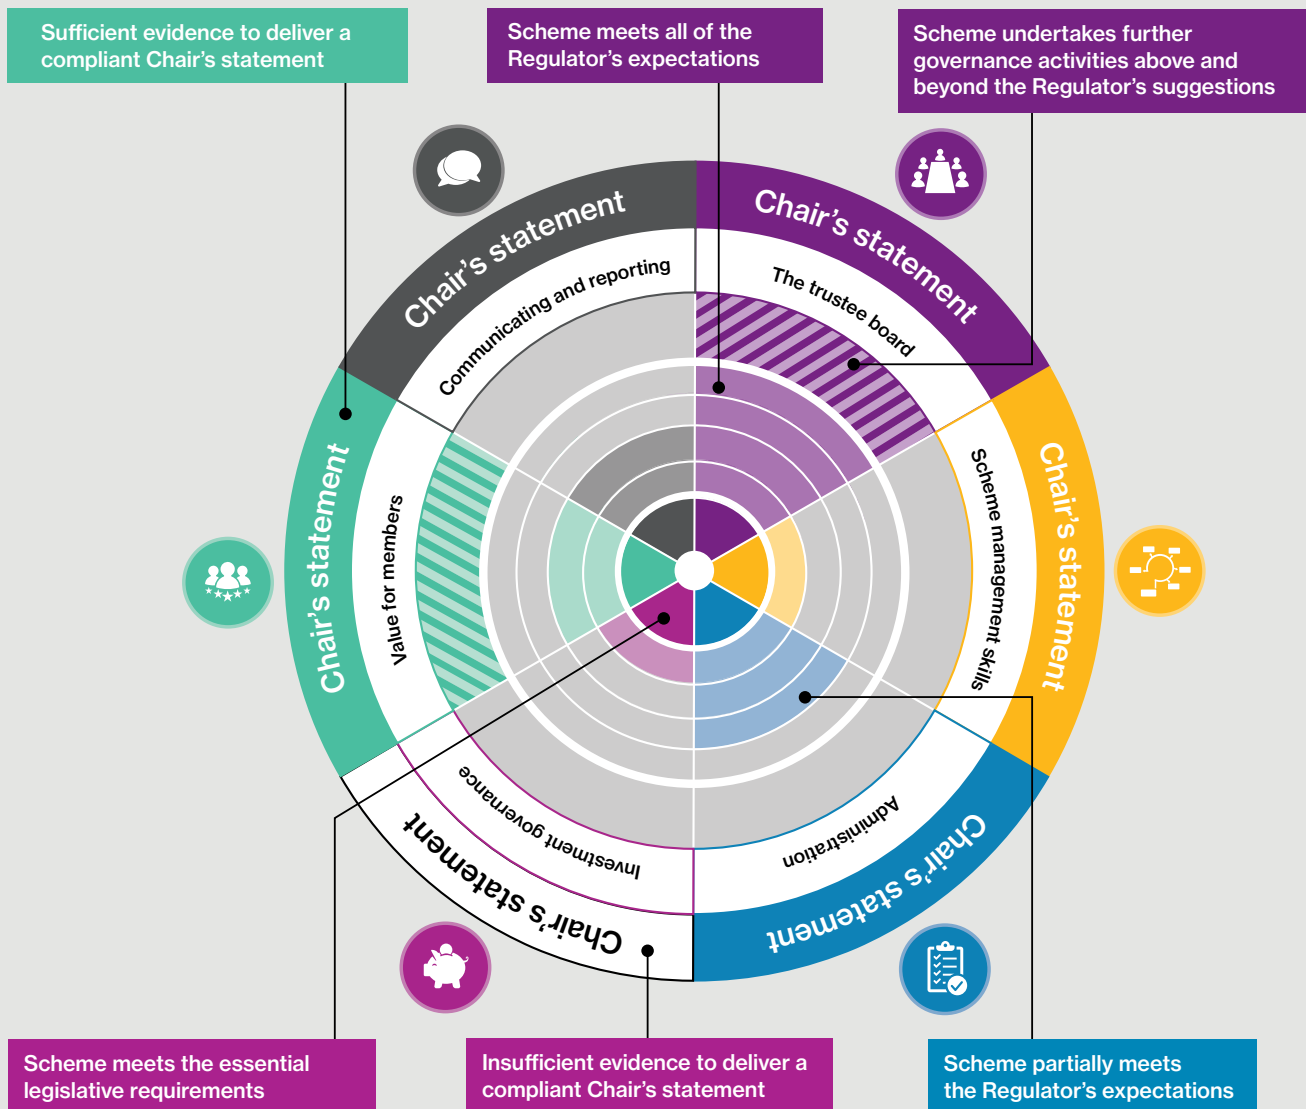 Sufficient evidence to deliver a
compliant Chair’s statement
Scheme meets all of the
Regulator’s expectations
Scheme undertakes further
governance activities above and
beyond the Regulator’s suggestions
Chair’s statement
Communicating and reporting
Chair’s statement
The trustee board
Chair’s statement
Value for members
Chair’s statement
Scheme management skills
Chair’s statement
Investment governance
Chair’s statement
Administration
Scheme meets the essential
legislative requirements
Insufficient evidence to deliver a
compliant Chair’s statement
Scheme partially meets
the Regulator’s expectations